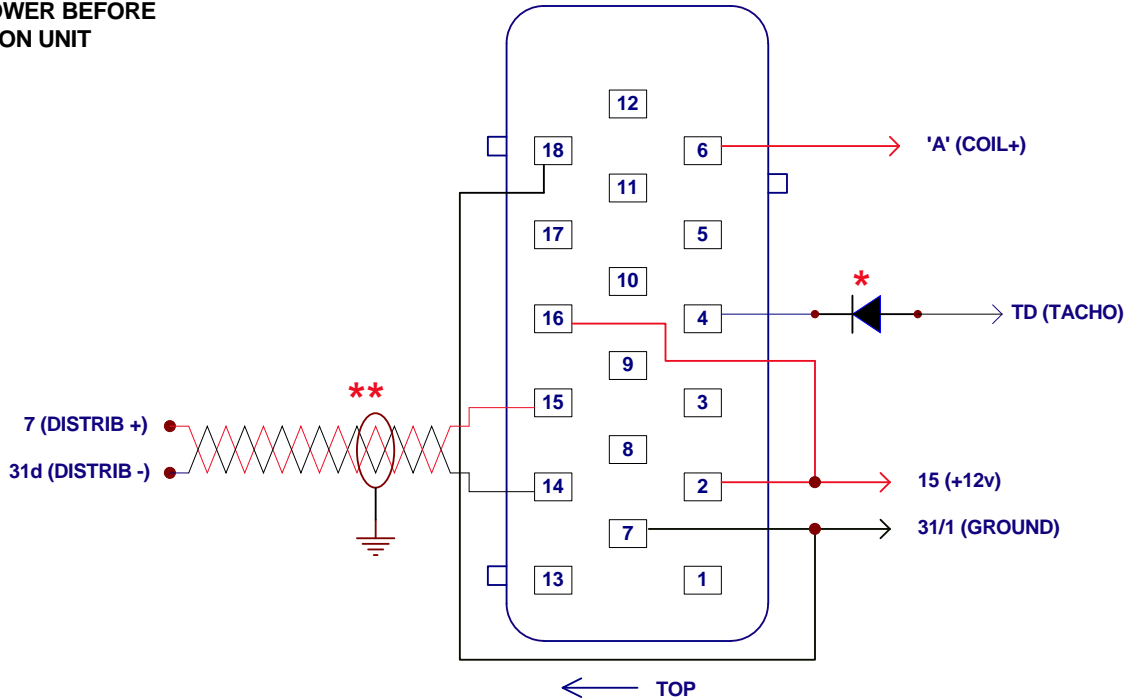 OWER BEFORE
ON UNIT
12
18
6
'A' (COIL+)
11
17
5
10
*
16
4
TD (TACHO)
9
**
15
3
7 (DISTRIB +)
8
31d (DISTRIB -)
14
2
15 (+12v)
7
31/1 (GROUND)
13
1
TOP